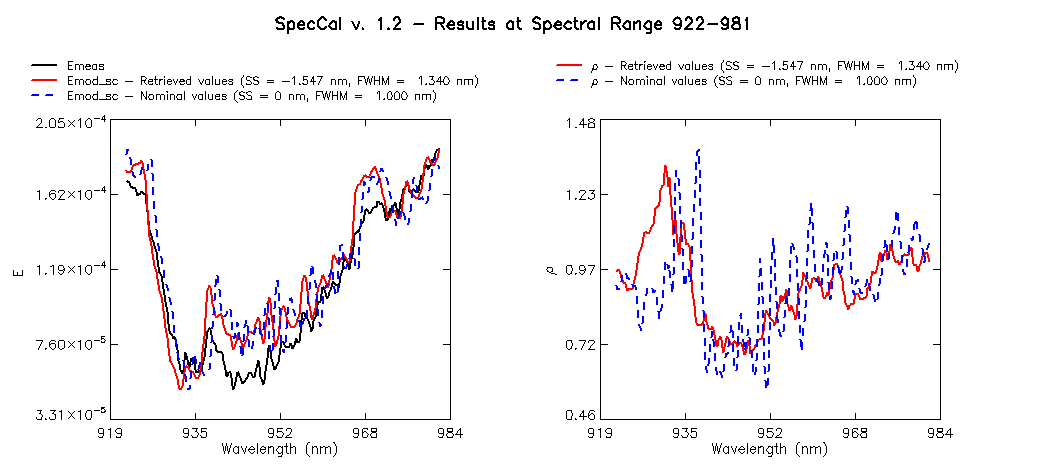 SpecCal v. 1.2 - Results at Spectral Range 922-981
Emeas
Emod_sc - Retrieved values (SS = -1.547 nm, FWHM = 1.340 nm)
Emod_sc - Nominal values (SS = 0 nm, FWHM = 1.000 nm)
2.05×10⁻⁴
1.62×10⁻⁴
1.19×10⁻⁴
7.60×10⁻⁵
3.31×10⁻⁵
E
919 935 952 968 984
Wavelength (nm)
ρ - Retrieved values (SS = -1.547 nm, FWHM = 1.340 nm)
ρ - Nominal values (SS = 0 nm, FWHM = 1.000 nm)
1.48
1.23
0.97
0.72
0.46
ρ
919 935 952 968 984
Wavelength (nm)